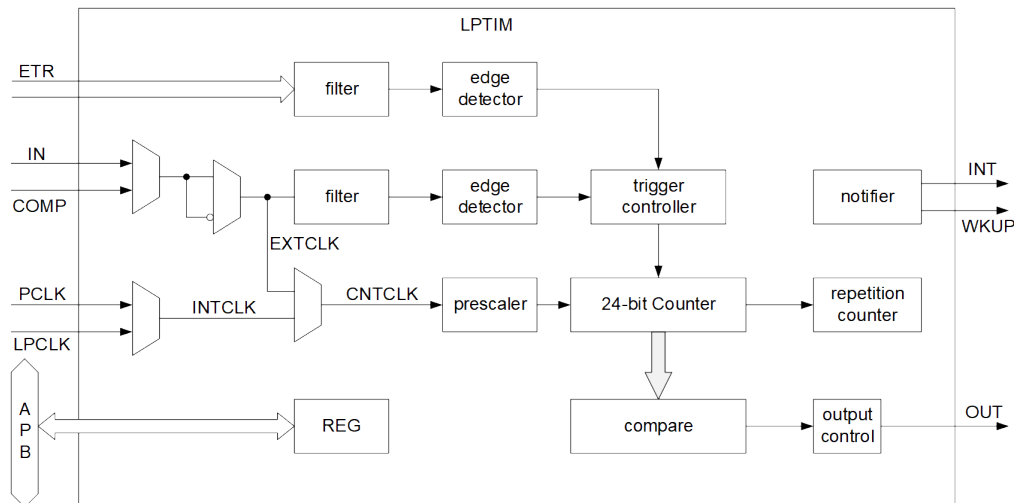 LPTIM
ETR
filter
edge
detector
IN
COMP
filter
edge
detector
trigger
controller
notifier
INT
WKUP
EXTCLK
PCLK
LPCLK
INTCLK
CNTCLK
prescaler
24-bit Counter
repetition
counter
A
P
B
REG
compare
output
control
OUT